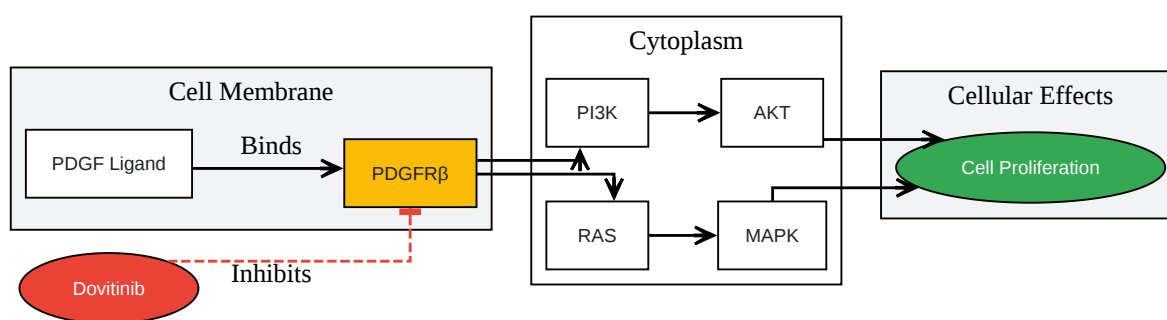 Cell Membrane
PDGF Ligand
Binds
PDGFRβ
Dovitinib
Inhibits
Cytoplasm
PI3K
AKT
RAS
MAPK
Cellular Effects
Cell Proliferation